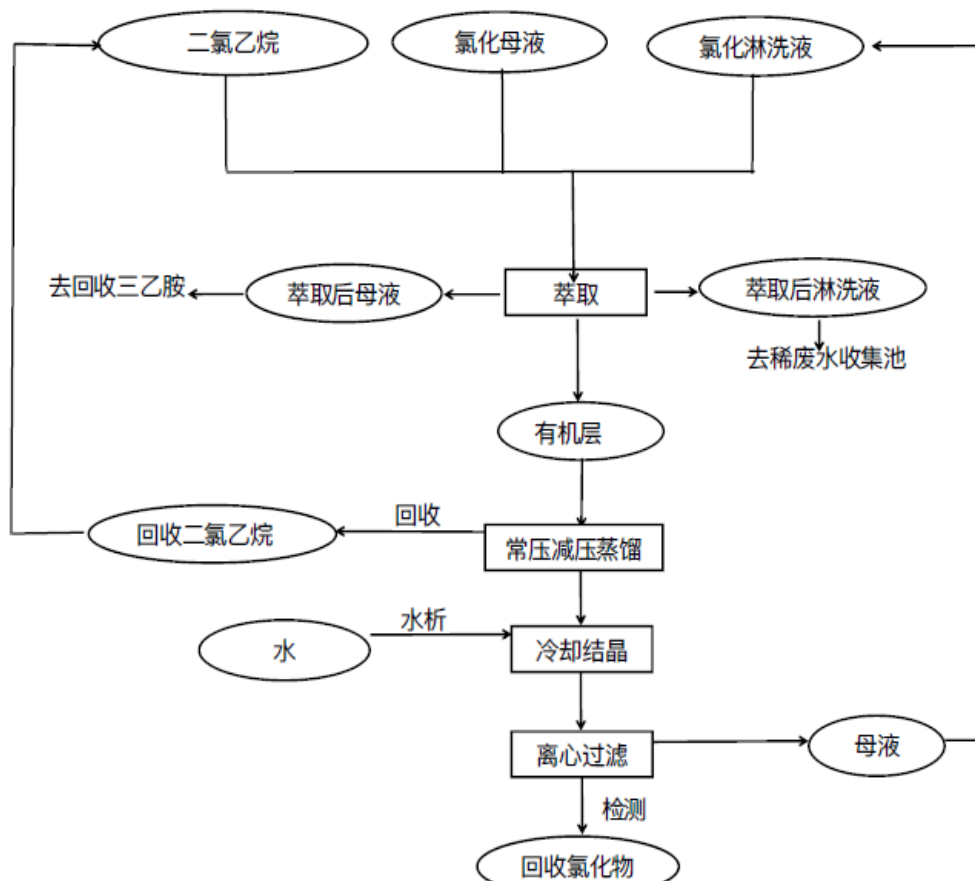 二氯乙烷
氯化母液
氯化淋洗液
去回收三乙胺
萃取后母液
萃取
萃取后淋洗液
去稀废水收集池
有机层
回收二氯乙烷
回收
常压减压蒸馏
水
水析
冷却结晶
离心过滤
母液
检测
回收氯化物